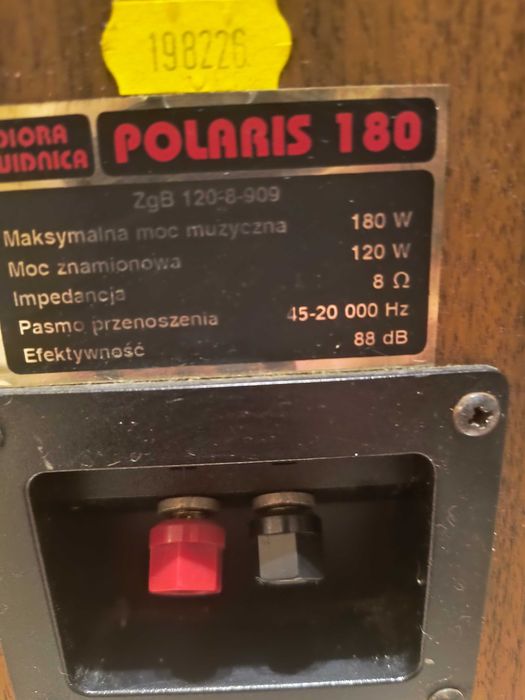 198226
DIORA
POLARIS 180
ZgB 120-8-909
Maksymalna moc muzyczna 180 W
Moc znamionowa 120 W
Impedancja 8 Ω
Pasmo przenoszenia 45-20 000 Hz
Efektywność 88 dB